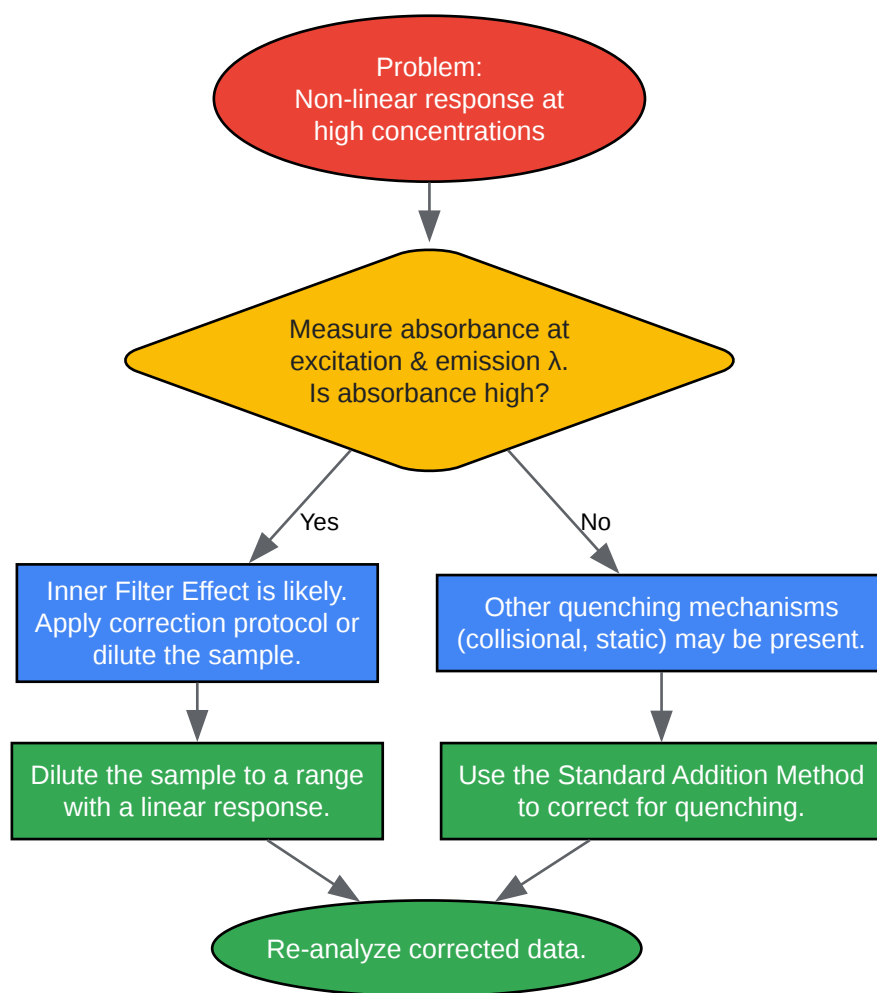 Problem:
Non-linear response at
high concentrations
Measure absorbance at
excitation & emission λ.
Is absorbance high?
Yes
No
Inner Filter Effect is likely.
Apply correction protocol or
dilute the sample.
Other quenching mechanisms
(collisional, static) may be present.
Dilute the sample to a range
with a linear response.
Use the Standard Addition Method
to correct for quenching.
Re-analyze corrected data.